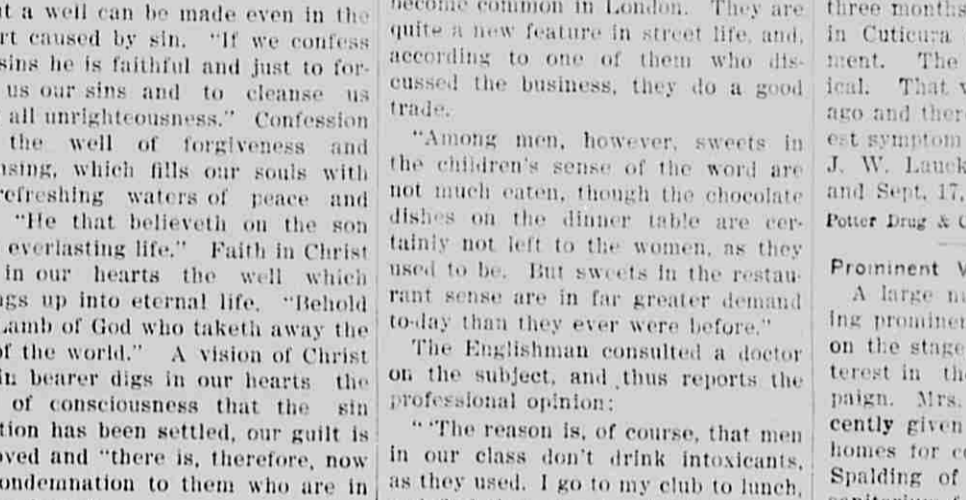 a well can be made even in the
caused by sin. "If we confess
sins he is faithful and just to for-
us our sins and to cleanse us
all unrighteousness." Confession
the well of forgiveness and
which fills our souls with
refreshing waters of peace and
"He that believeth on the son
everlasting life." Faith in Christ
in our hearts the well which
up into eternal life. "Behold
Lamb of God who taketh away the
of the world." A vision of Christ
bearer digs in our hearts the
of consciousness that the sin
has been settled, our guilt is
and "there is, therefore, now
condemnation to them who are in
become common in London. They are
quite a new feature in street life, and,
according to one of them who dis-
cussed the business, they do a good
trade.
"Among men, however, sweets in
the children's sense of the word are
not much eaten, though the chocolate
dishes on the dinner table are cer-
tainly not left to the women, as they
used to be. But sweets in the restau-
rant sense are in far greater demand
to-day than they ever were before."
The Englishman consulted a doctor
on the subject, and thus reports the
professional opinion:
"'The reason is, of course, that men
in our class don't drink intoxicants,
as they used. I go to my club to lunch,
three months
in Cuticura
ment. The
ical. That
ago and
est symptom
J. W. Lauck
and Sept. 17,
Potter Drug &
Prominent
A large
ing
on the stage
terest in
paign. Mrs.
cently given
homes for
Spalding of